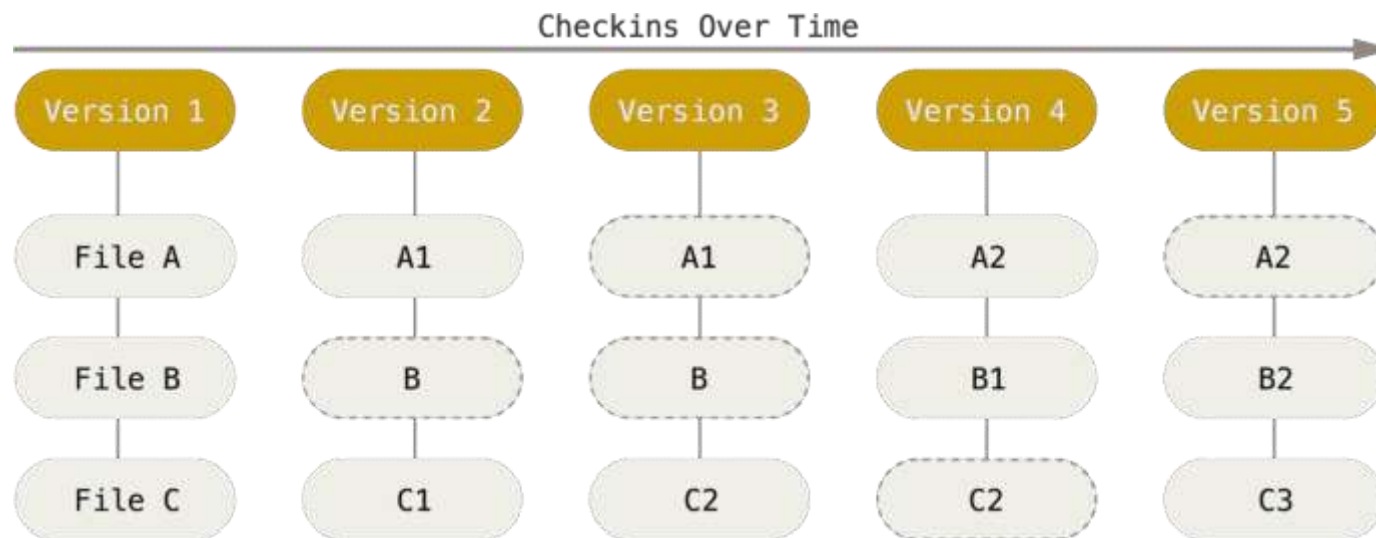 Checkins Over Time
Version 1 Version 2 Version 3 Version 4 Version 5
File A A1 A1 A2 A2
File B B B B1 B2
File C C1 C2 C2 C3